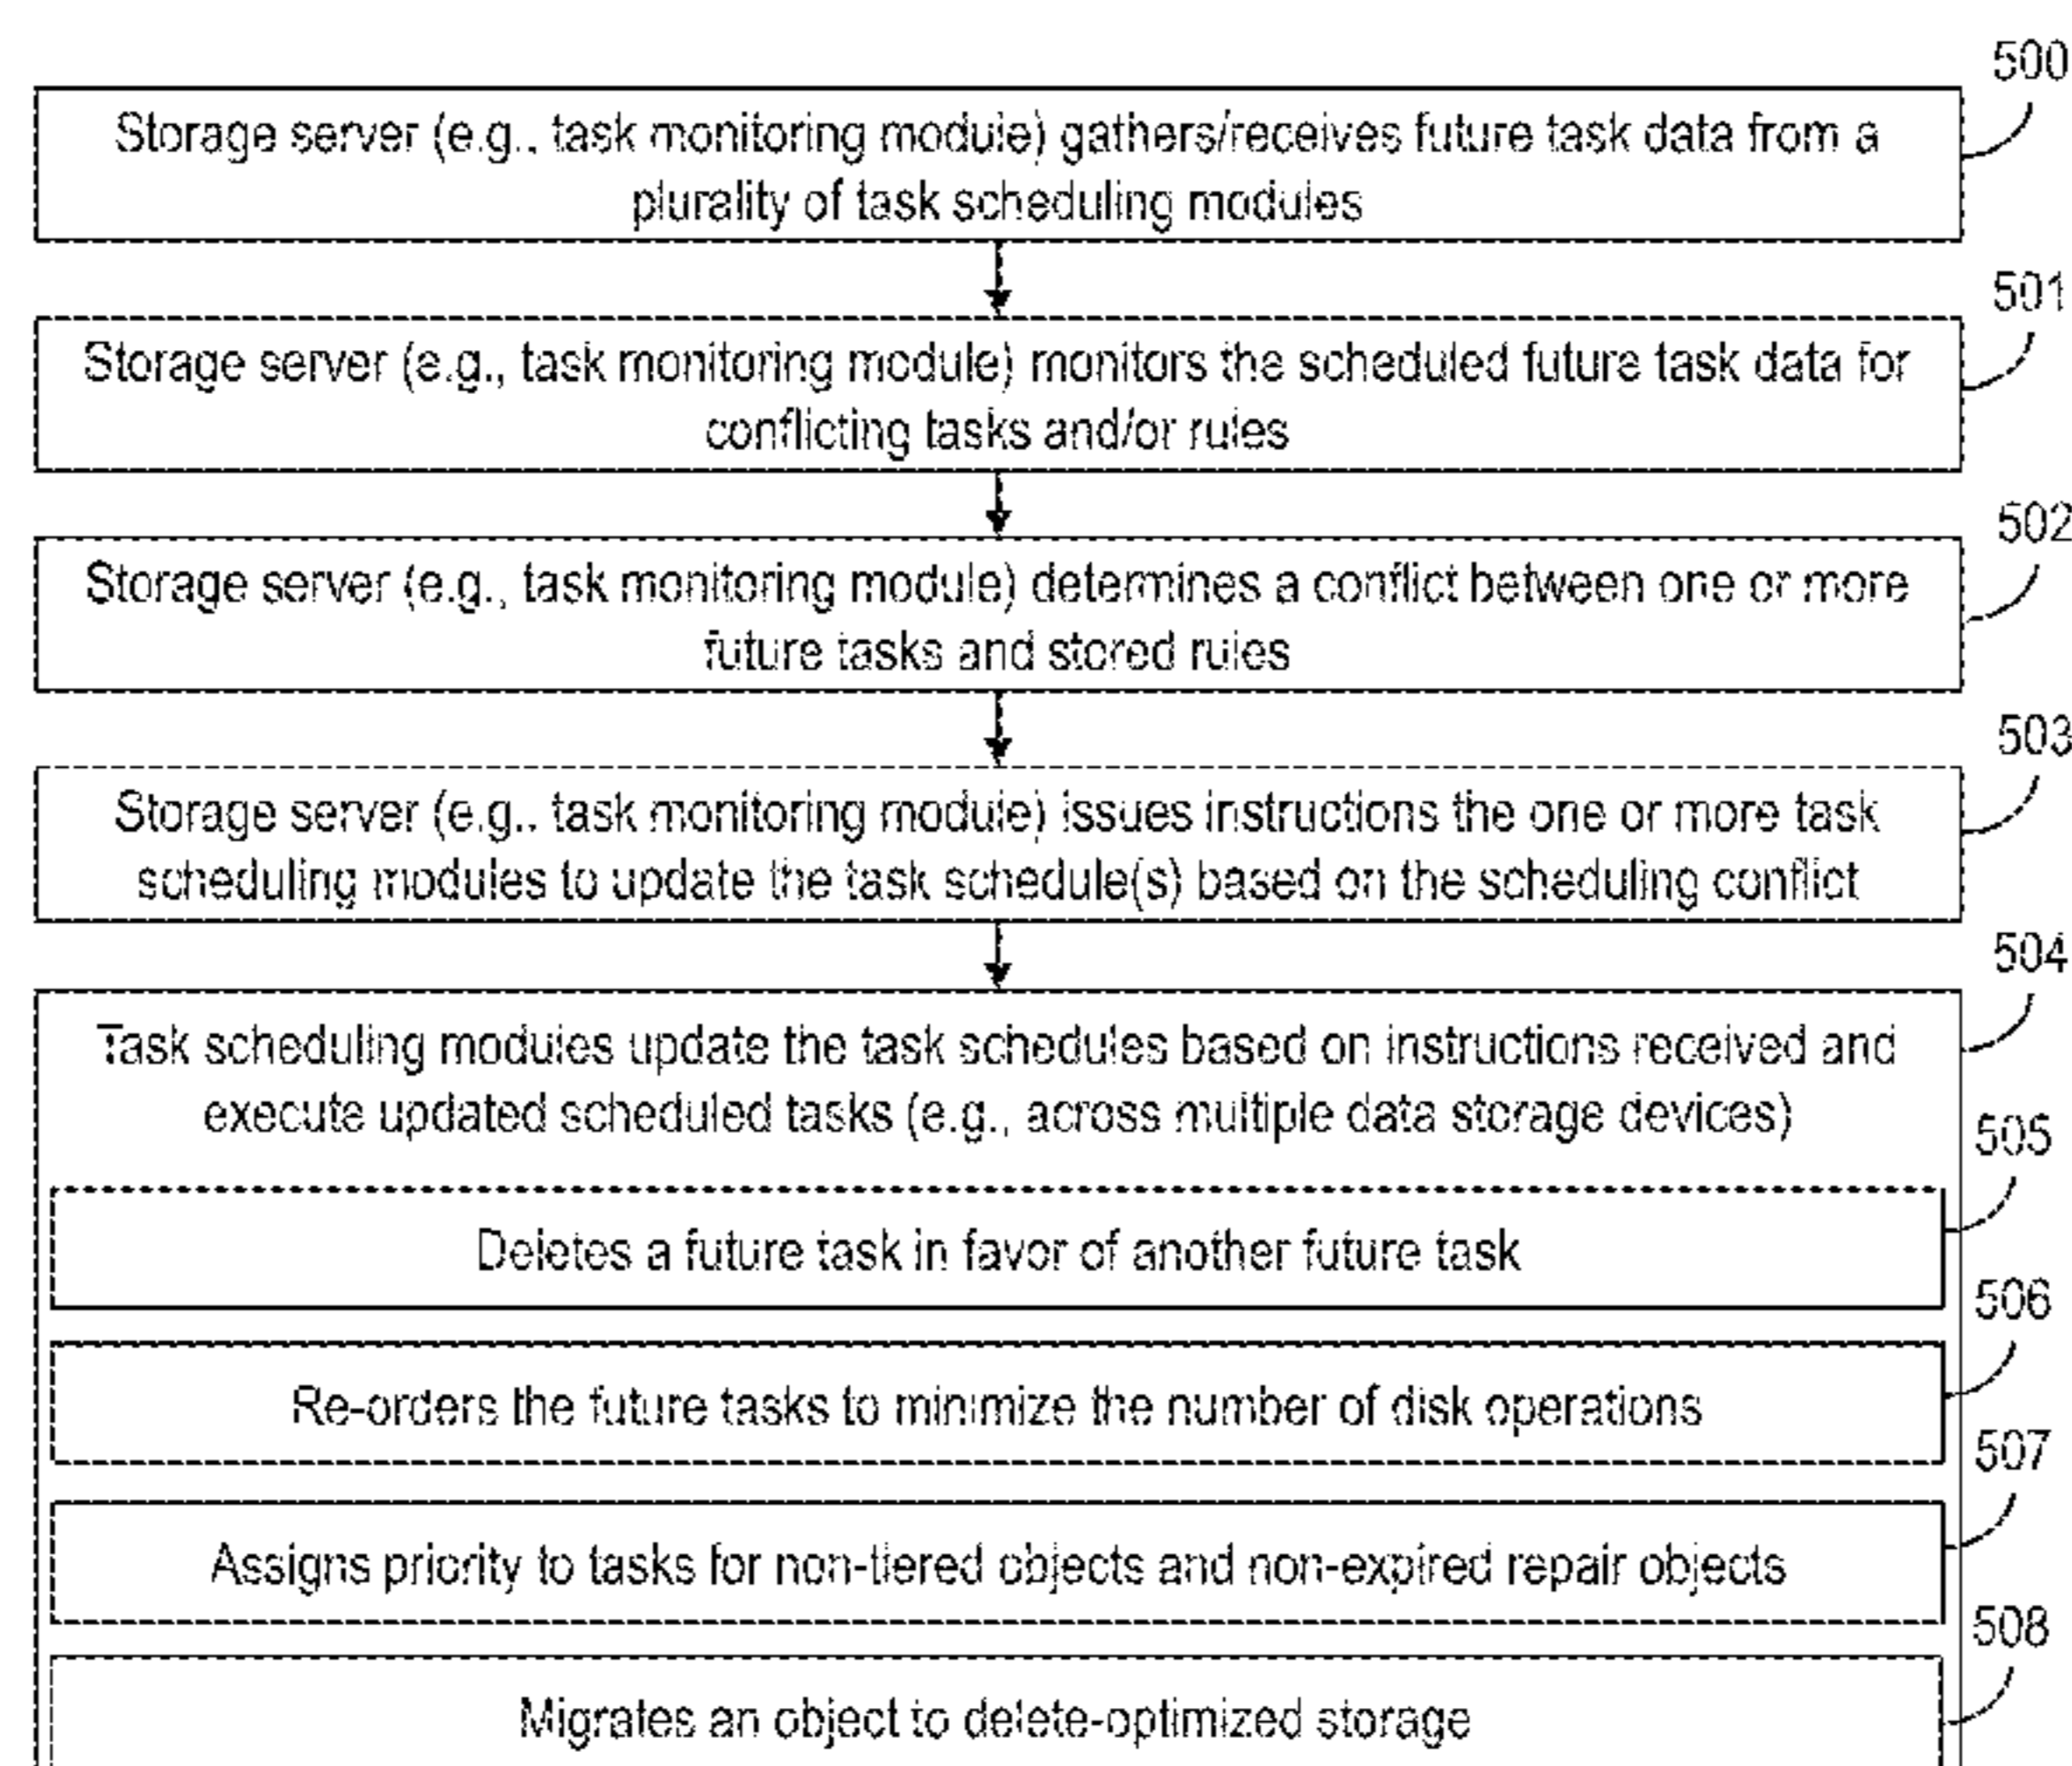 500
Storage server (e.g., task monitoring module) gathers/receives future task data from a
plurality of task scheduling modules
501
Storage server (e.g., task monitoring module) monitors the scheduled future task data for
conflicting tasks and/or rules
502
Storage server (e.g., task monitoring module) determines a conflict between one or more
future tasks and stored rules
503
Storage server (e.g., task monitoring module) issues instructions the one or more task
scheduling modules to update the task schedule(s) based on the scheduling conflict
504
Task scheduling modules update the task schedules based on instructions received and
execute updated scheduled tasks (e.g., across multiple data storage devices)
505
Deletes a future task in favor of another future task
506
Re-orders the future tasks to minimize the number of disk operations
507
Assigns priority to tasks for non-tiered objects and non-expired repair objects
508
Migrates an object to delete-optimized storage